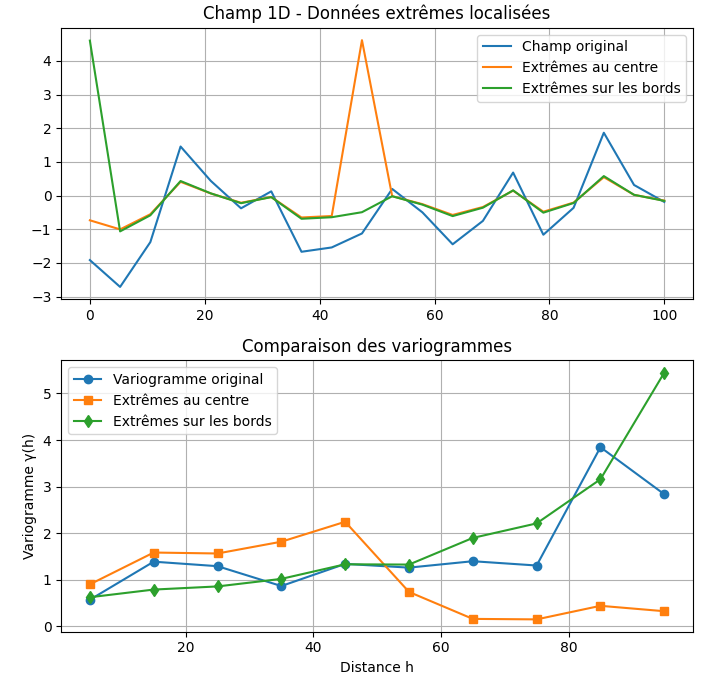 Champ 1D - Données extrêmes localisées
Champ original
Extrêmes au centre
Extrêmes sur les bords
4
3
2
1
0
−1
−2
−3
0 20 40 60 80 100
Comparaison des variogrammes
Variogramme original
Extrêmes au centre
Extrêmes sur les bords
Variogramme γ(h)
5
4
3
2
1
0
20 40 60 80
Distance h